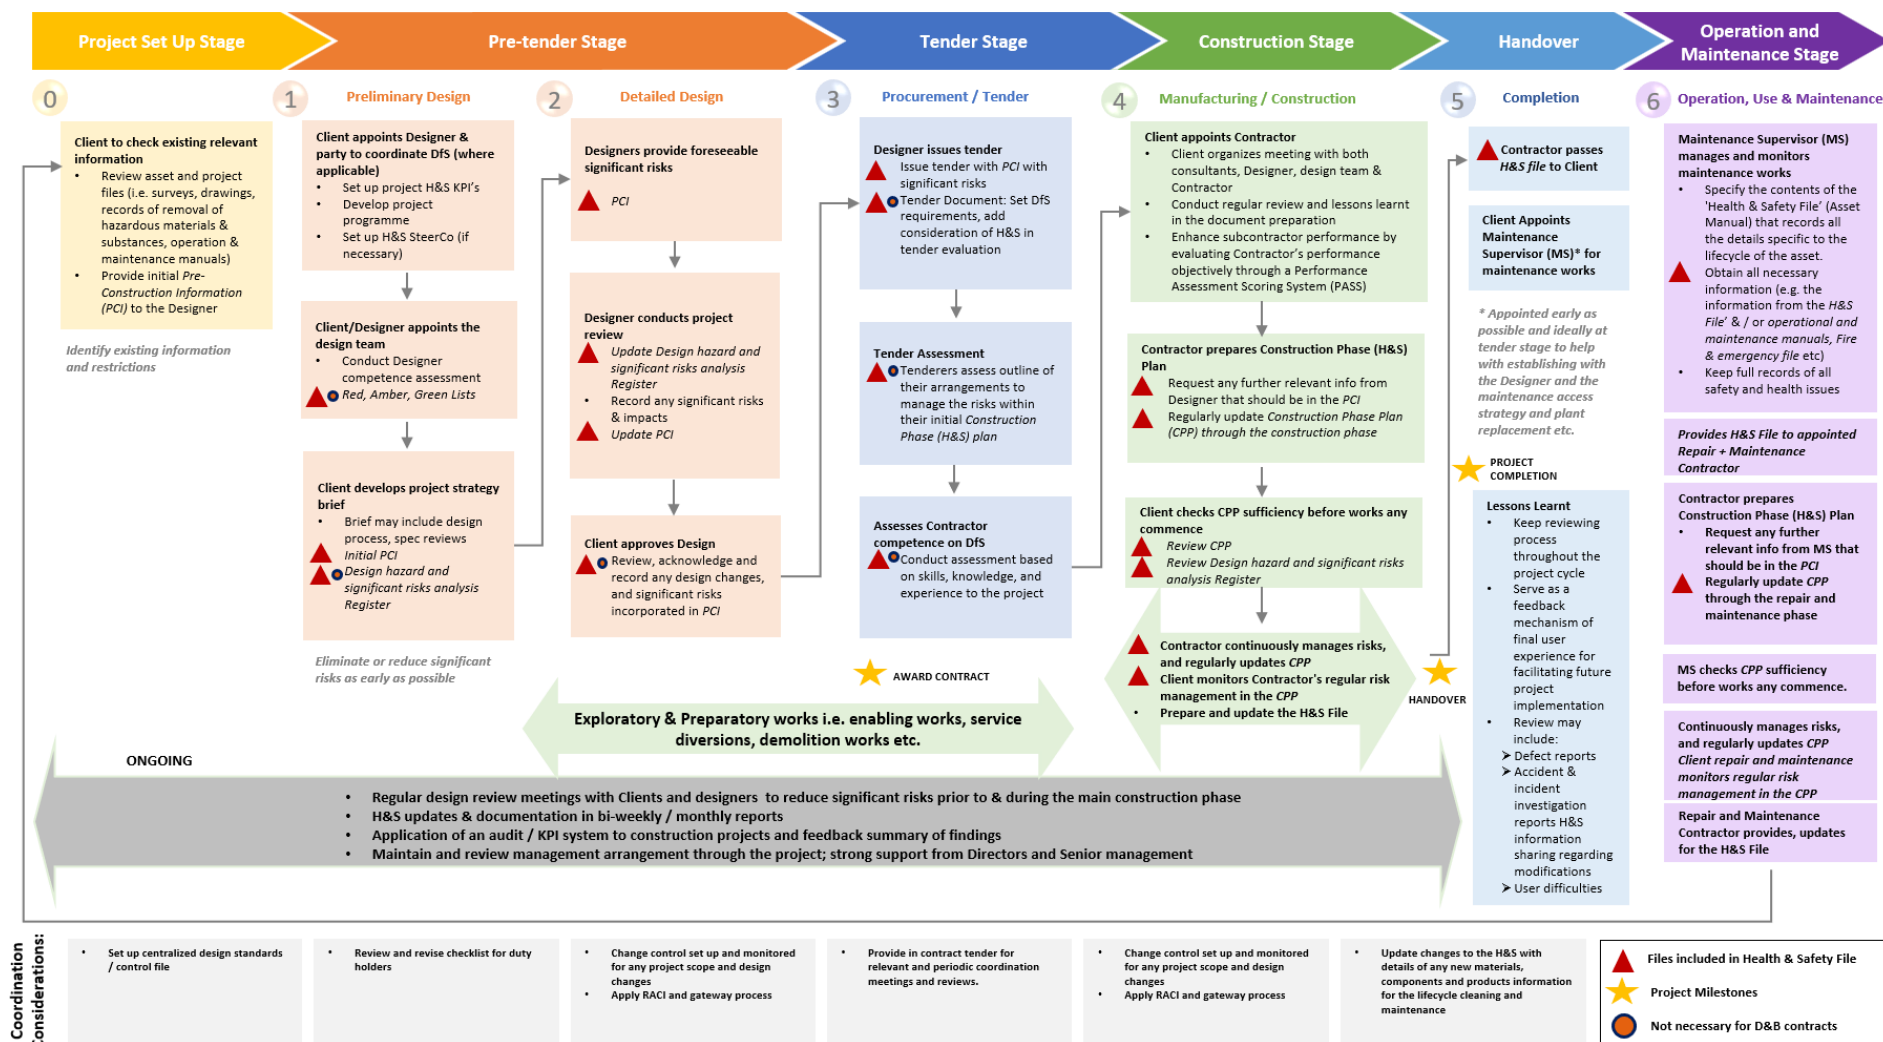 Project Set Up Stage
Pre-tender Stage
Tender Stage
Construction Stage
Handover
Operation and
Maintenance Stage
0
1
Preliminary Design
2
Detailed Design
3
Procurement / Tender
4
Manufacturing / Construction
5
Completion
6
Operation, Use & Maintenance
Client to check existing relevant
information
• Review asset and project
files (i.e. surveys, drawings,
records of removal of
hazardous materials &
substances, operation &
maintenance manuals)
• Provide initial Pre-
Construction Information
(PCI) to the Designer
Identify existing information
and restrictions
Client appoints Designer &
party to coordinate DfS (where
applicable)
• Set up project H&S KPI's
• Develop project
programme
• Set up H&S SteerCo (if
necessary)
Client/Designer appoints the
design team
• Conduct Designer
competence assessment
Red, Amber, Green Lists
Client develops project strategy
brief
• Brief may include design
process, spec reviews
Initial PCI
Design hazard and
significant risks analysis
Register
Eliminate or reduce significant
risks as early as possible
Designers provide foreseeable
significant risks
PCI
Designer conducts project
review
Update Design hazard and
significant risks analysis
Register
• Record any significant risks
& impacts
Update PCI
Client approves Design
Review, acknowledge and
record any design changes,
and significant risks
incorporated in PCI
Designer issues tender
Issue tender with PCI with
significant risks
Tender Document: Set DfS
requirements, add
consideration of H&S in
tender evaluation
Tender Assessment
Tenderers assess outline of
their arrangements to
manage the risks within
their initial Construction
Phase (H&S) plan
Assesses Contractor
competence on DfS
Conduct assessment based
on skills, knowledge, and
experience to the project
AWARD CONTRACT
Client appoints Contractor
• Client organizes meeting with both
consultants, Designer, design team &
Contractor
• Conduct regular review and lessons learnt
in the document preparation
• Enhance subcontractor performance by
evaluating Contractor's performance
objectively through a Performance
Assessment Scoring System (PASS)
Contractor prepares Construction Phase (H&S)
Plan
Request any further relevant info from
Designer that should be in the PCI
Regularly update Construction Phase Plan
(CPP) through the construction phase
Client checks CPP sufficiency before works any
commence
Review CPP
Review Design hazard and significant risks
analysis Register
Contractor continuously manages risks,
and regularly updates CPP
Client monitors Contractor's regular risk
management in the CPP
• Prepare and update the H&S File
HANDOVER
Contractor passes
H&S file to Client
Client Appoints
Maintenance
Supervisor (MS)* for
maintenance works
* Appointed early as
possible and ideally at
tender stage to help
with establishing with
the Designer and the
maintenance access
strategy and plant
replacement etc.
PROJECT
COMPLETION
Lessons Learnt
• Keep reviewing
process
throughout the
project cycle
• Serve as a
feedback
mechanism of
final user
experience for
facilitating future
project
implementation
• Review may
include:
➤ Defect reports
➤ Accident &
incident
investigation
reports H&S
information
sharing regarding
modifications
➤ User difficulties
Maintenance Supervisor (MS)
manages and monitors
maintenance works
• Specify the contents of the
'Health & Safety File' (Asset
Manual) that records all
the details specific to the
lifecycle of the asset.
Obtain all necessary
information (e.g. the
information from the H&S
File' & / or operational and
maintenance manuals, Fire
& emergency file etc)
• Keep full records of all
safety and health issues
Provides H&S File to appointed
Repair + Maintenance
Contractor
Contractor prepares
Construction Phase (H&S) Plan
• Request any further
relevant info from MS that
should be in the PCI
Regularly update CPP
through the repair and
maintenance phase
MS checks CPP sufficiency
before works any commence.
Continuously manages risks,
and regularly updates CPP
Client repair and maintenance
monitors regular risk
management in the CPP
Repair and Maintenance
Contractor provides, updates
for the H&S File
Exploratory & Preparatory works i.e. enabling works, service
diversions, demolition works etc.
ONGOING
• Regular design review meetings with Clients and designers to reduce significant risks prior to & during the main construction phase
• H&S updates & documentation in bi-weekly / monthly reports
• Application of an audit / KPI system to construction projects and feedback summary of findings
• Maintain and review management arrangement through the project; strong support from Directors and Senior management
Coordination
Considerations:
• Set up centralized design standards
/ control file
• Review and revise checklist for duty
holders
• Change control set up and monitored
for any project scope and design
changes
• Apply RACI and gateway process
• Provide in contract tender for
relevant and periodic coordination
meetings and reviews.
• Change control set up and monitored
for any project scope and design
changes
• Apply RACI and gateway process
• Update changes to the H&S with
details of any new materials,
components and products information
for the lifecycle cleaning and
maintenance
Files included in Health & Safety File
Project Milestones
Not necessary for D&B contracts